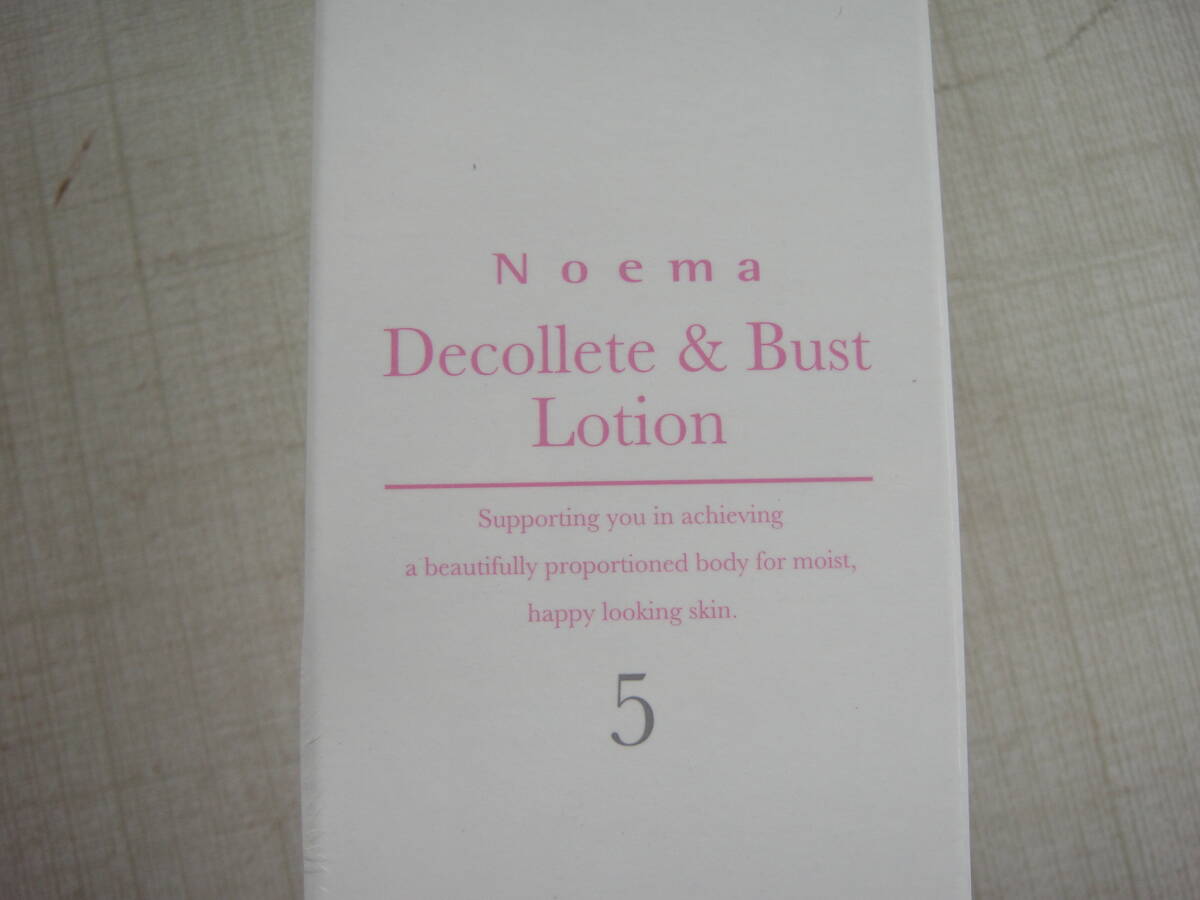 Noema
Decollete & Bust
Lotion
Supporting you in achieving
a beautifully proportioned body for moist,
happy looking skin.
5